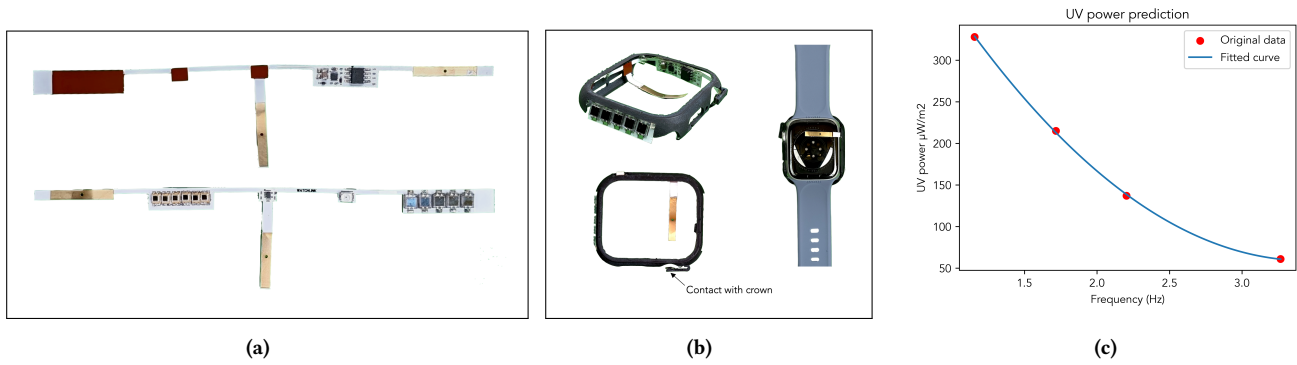 Contact with crown
UV power prediction
Original data
Fitted curve
UV power µW/m2
300
250
200
150
100
50
1.5
2.0
2.5
3.0
Frequency (Hz)
(a)
(b)
(c)